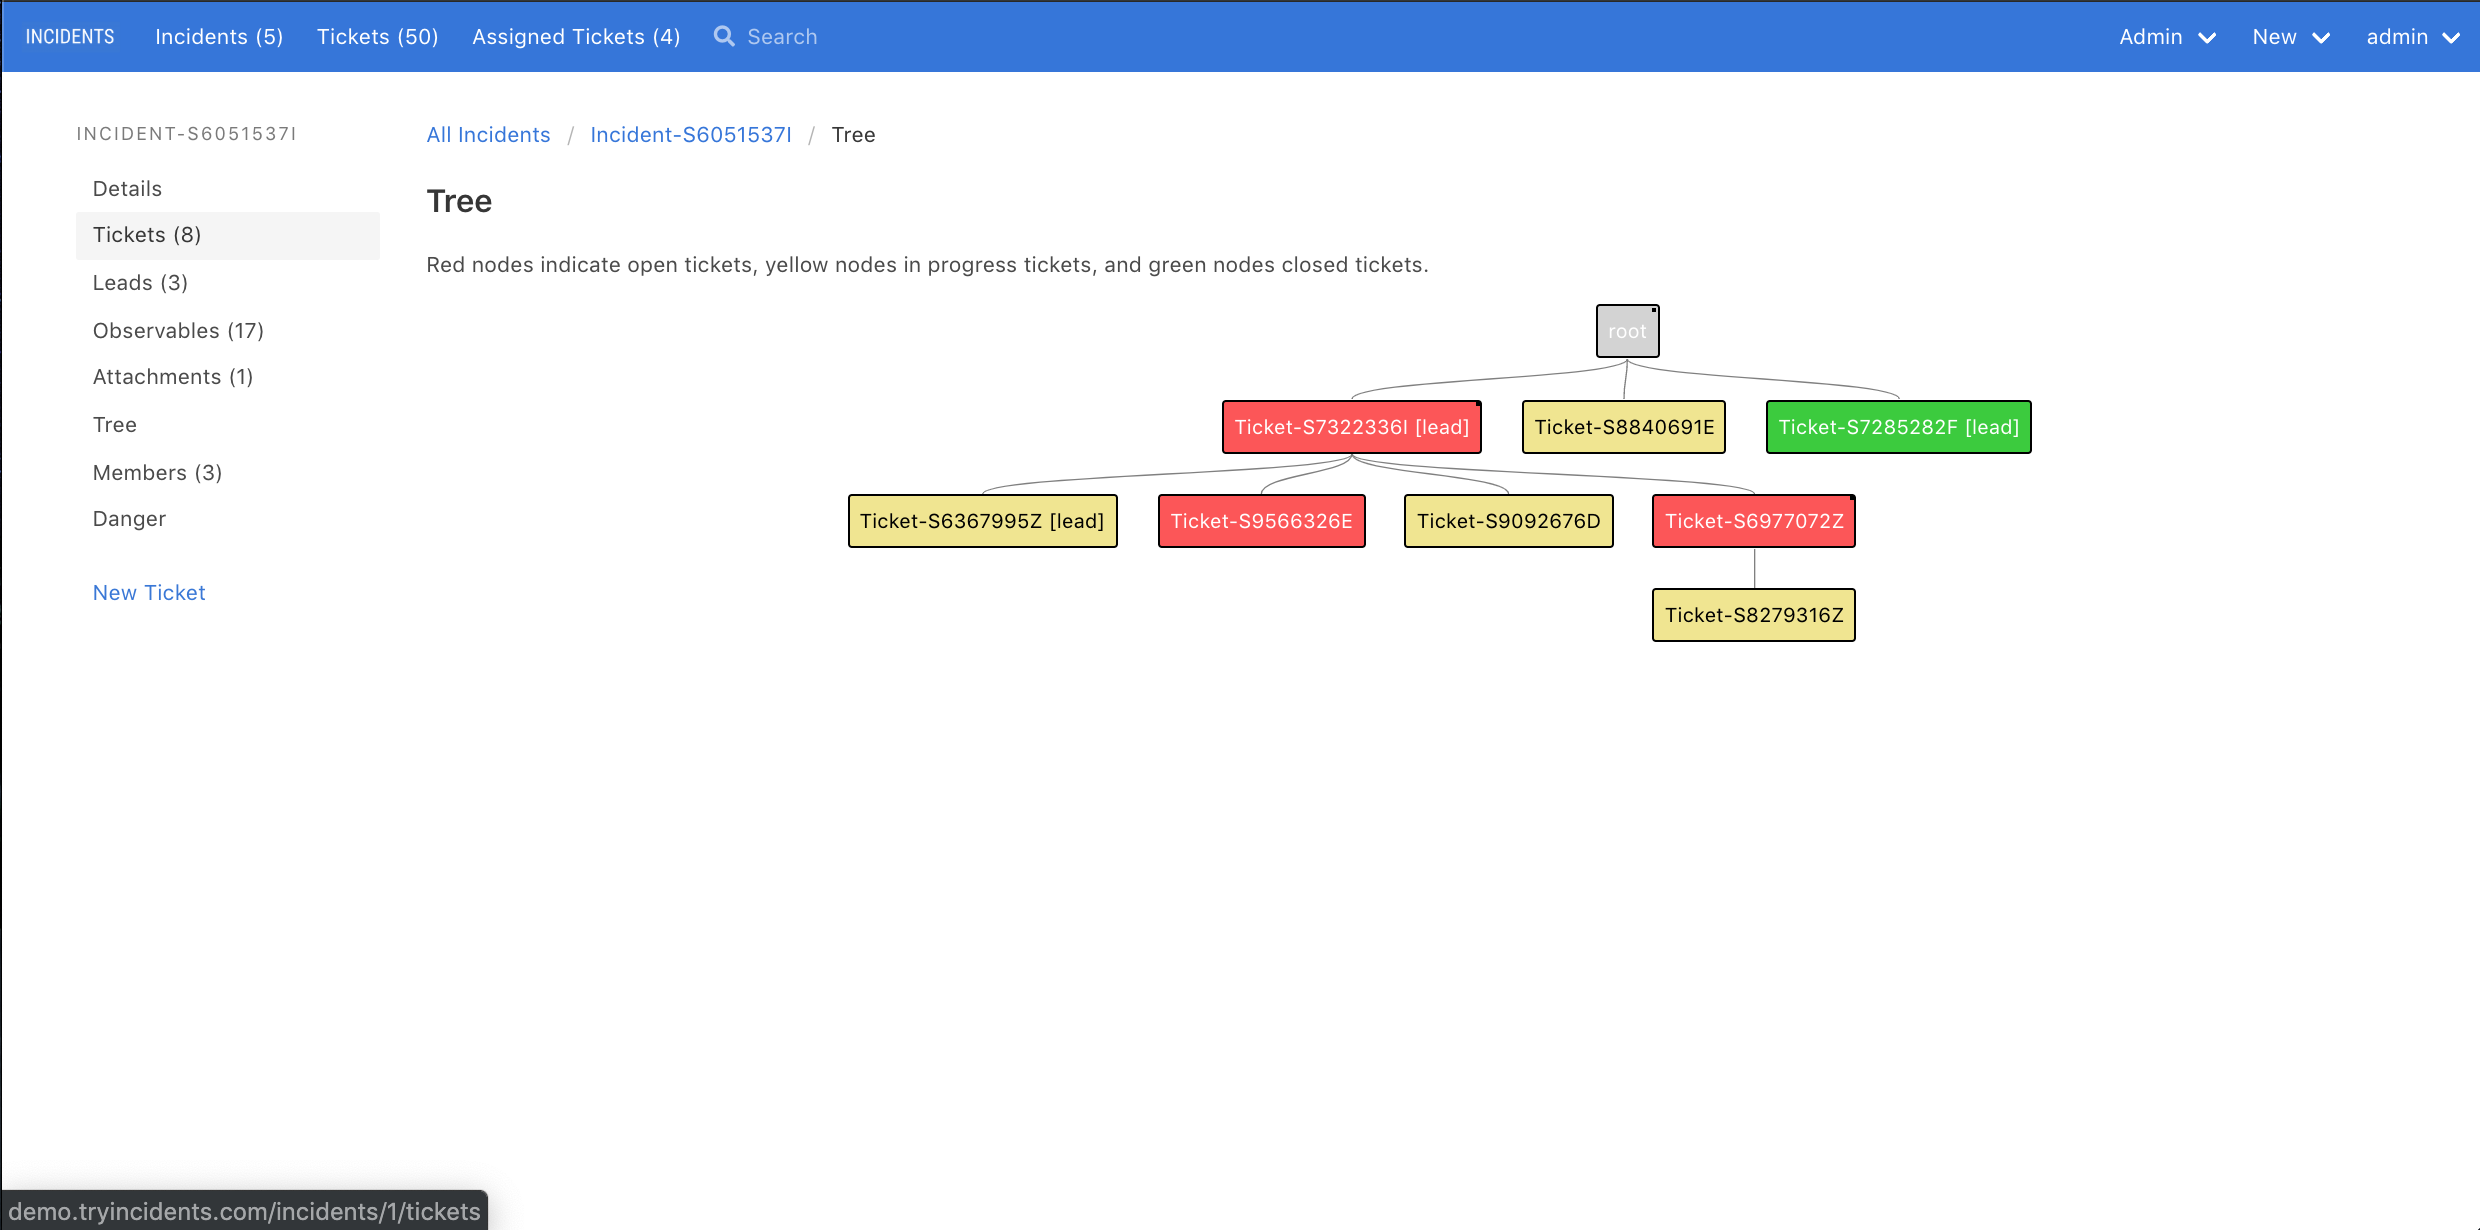 INCIDENTS Incidents (5) Tickets (50) Assigned Tickets (4) Search Admin New admin
INCIDENT-S6051537I
Details
Tickets (8)
Leads (3)
Observables (17)
Attachments (1)
Tree
Members (3)
Danger
New Ticket
All Incidents / Incident-S6051537I / Tree
Tree
Red nodes indicate open tickets, yellow nodes in progress tickets, and green nodes closed tickets.
root
Ticket-S7322336I [lead] Ticket-S8840691E Ticket-S7285282F [lead]
Ticket-S6367995Z [lead] Ticket-S9566326E Ticket-S9092676D Ticket-S6977072Z
Ticket-S8279316Z
demo.tryincidents.com/incidents/1/tickets